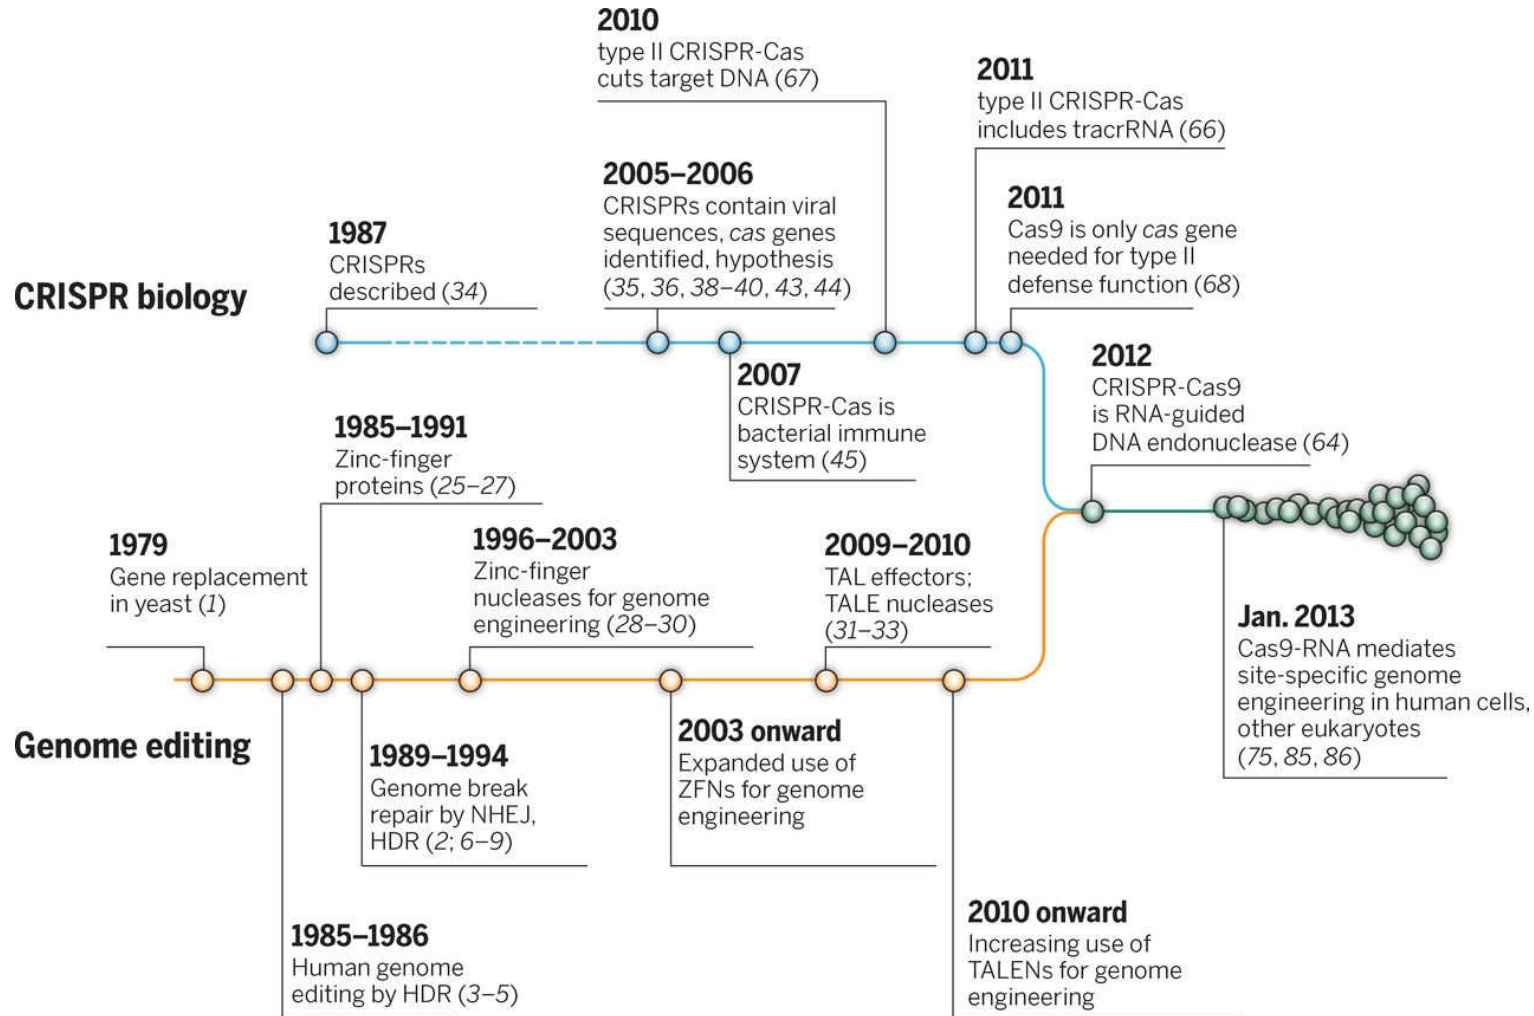 2010
type II CRISPR-Cas
cuts target DNA (67)
2011
type II CRISPR-Cas
includes tracrRNA (66)
2005–2006
CRISPRs contain viral
sequences, cas genes
identified, hypothesis
(35, 36, 38–40, 43, 44)
2011
Cas9 is only cas gene
needed for type II
defense function (68)
1987
CRISPRs
described (34)
CRISPR biology
2007
CRISPR-Cas is
bacterial immune
system (45)
2012
CRISPR-Cas9
is RNA-guided
DNA endonuclease (64)
1985–1991
Zinc-finger
proteins (25–27)
1979
Gene replacement
in yeast (1)
1996–2003
Zinc-finger
nucleases for genome
engineering (28–30)
2009–2010
TAL effectors;
TALE nucleases
(31–33)
Jan. 2013
Cas9-RNA mediates
site-specific genome
engineering in human cells,
other eukaryotes
(75, 85, 86)
Genome editing
1989–1994
Genome break
repair by NHEJ,
HDR (2; 6–9)
2003 onward
Expanded use of
ZFNs for genome
engineering
1985–1986
Human genome
editing by HDR (3–5)
2010 onward
Increasing use of
TALENs for genome
engineering